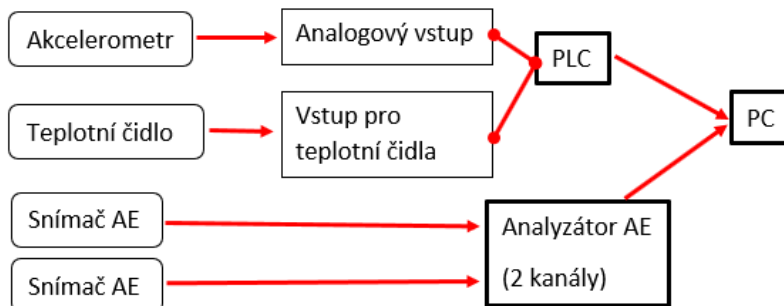 Akcelerometr
Analogový vstup
PLC
Teplotní čidlo
Vstup pro
teplotní čidla
PC
Snímač AE
Analyzátor AE
(2 kanály)
Snímač AE